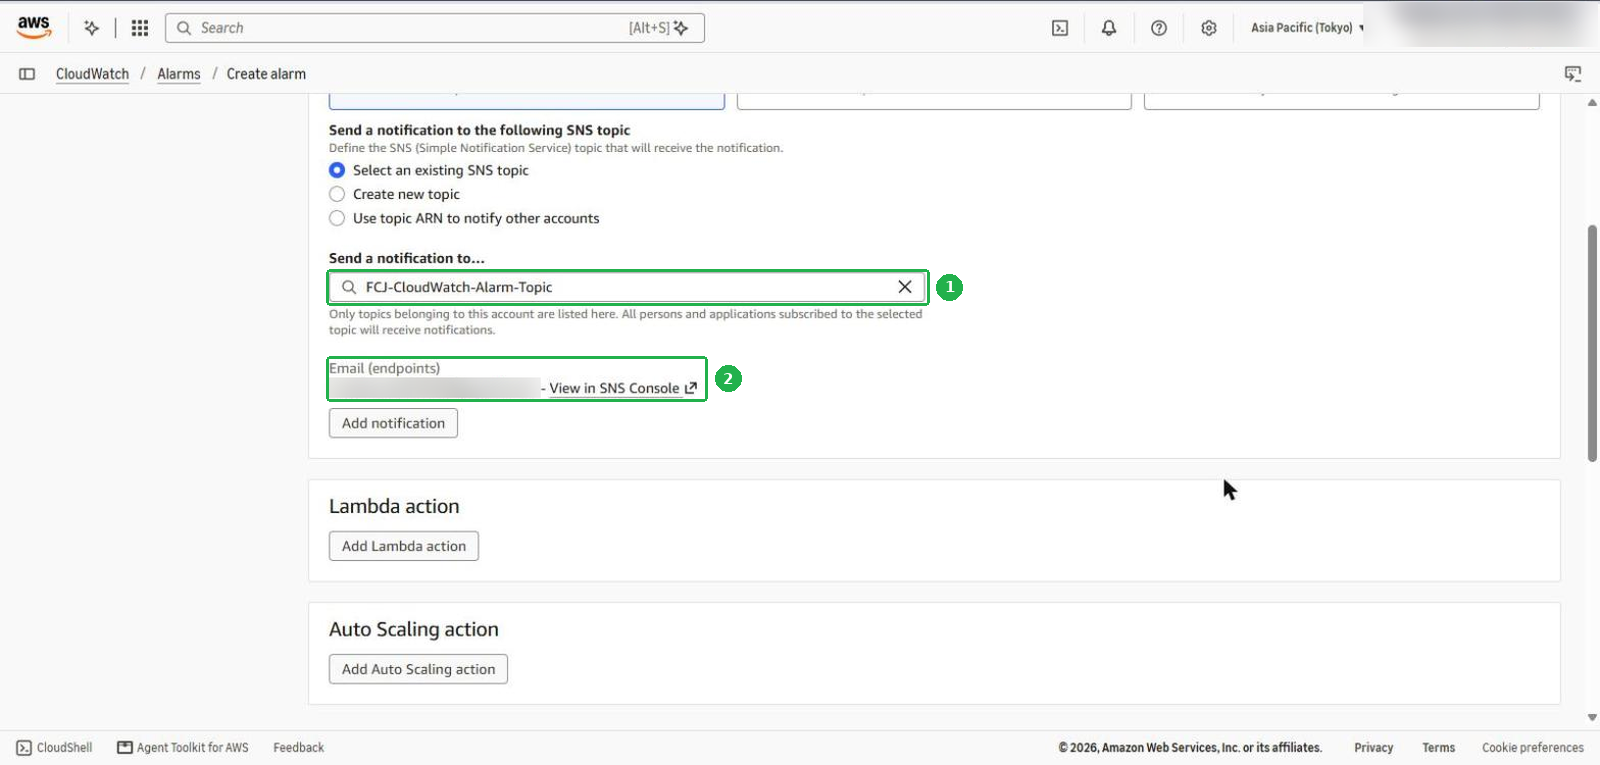 aws
Search
[Alt+S]
Asia Pacific (Tokyo)
CloudWatch / Alarms / Create alarm
Send a notification to the following SNS topic
Define the SNS (Simple Notification Service) topic that will receive the notification.
Select an existing SNS topic
Create new topic
Use topic ARN to notify other accounts
Send a notification to...
FCJ-CloudWatch-Alarm-Topic
1
Only topics belonging to this account are listed here. All persons and applications subscribed to the selected
topic will receive notifications.
Email (endpoints)
2
- View in SNS Console
Add notification
Lambda action
Add Lambda action
Auto Scaling action
Add Auto Scaling action
CloudShell
Agent Toolkit for AWS
Feedback
© 2026, Amazon Web Services, Inc. or its affiliates.
Privacy
Terms
Cookie preferences